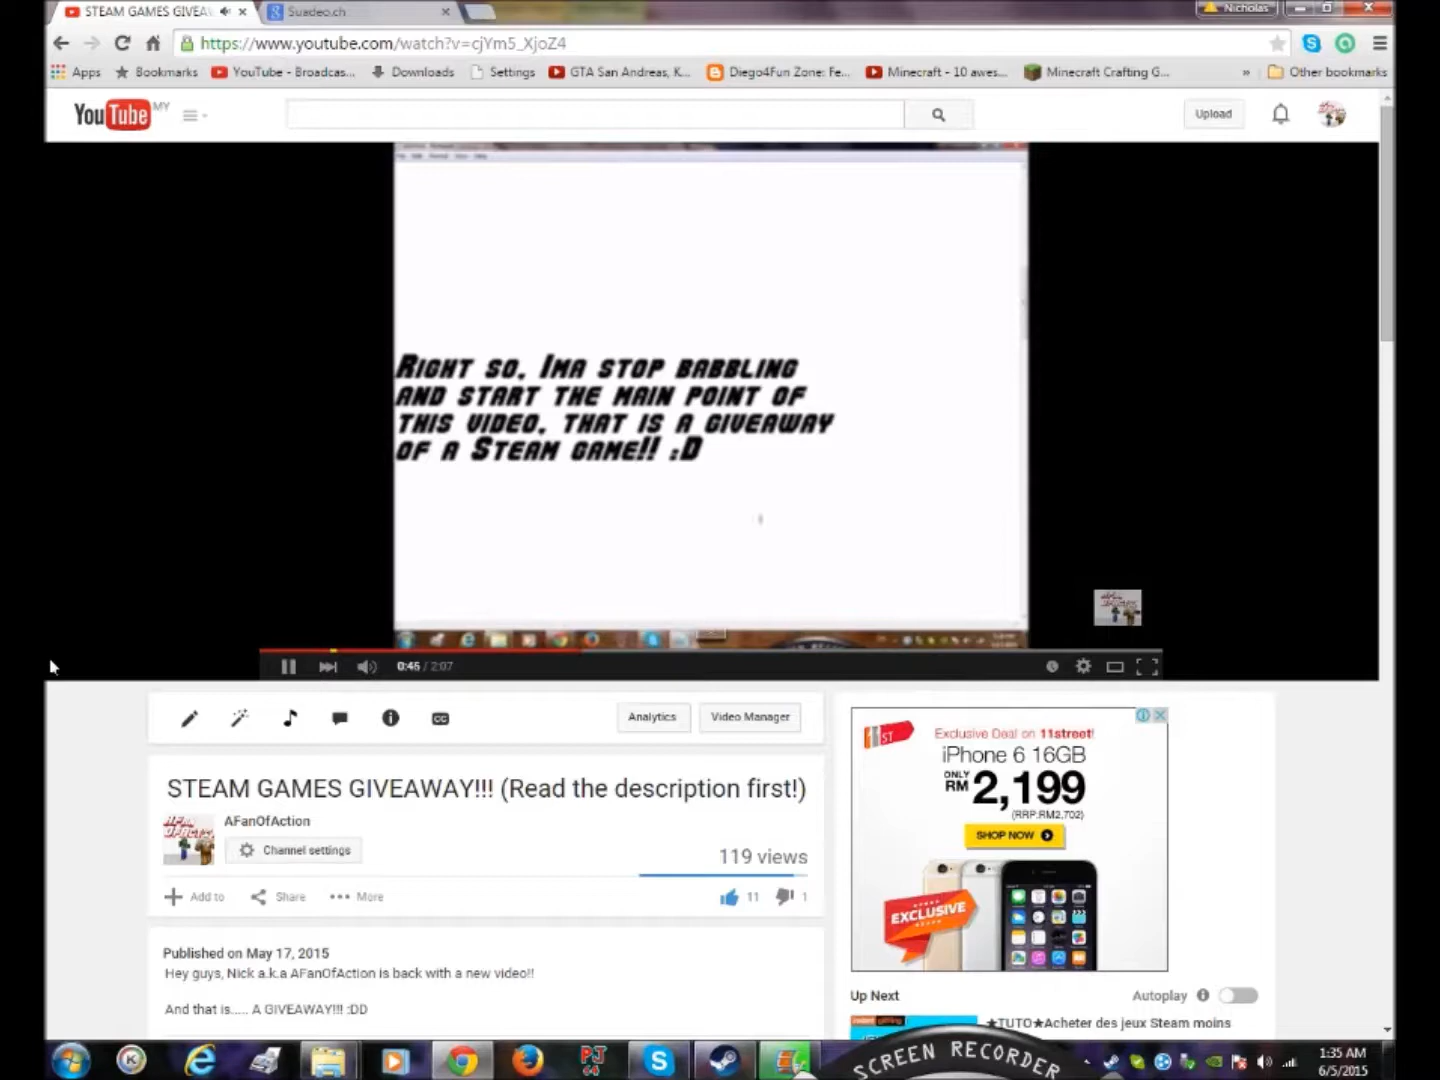 STEAM GAMES GIVEA
Suadeo.ch
Nicholas
https://www.youtube.com/watch?v=cjYm5_XjoZ4
Apps Bookmarks YouTube - Broadcas... Downloads Settings GTA San Andreas, K... Diego4Fun Zone: Fe... Minecraft - 10 awes... Minecraft Crafting G... » Other bookmarks
YouTube MY
Upload
Right so, Ima stop babbling
and start the main point of
this video, that is a giveaway
of a Steam game!! :D
0:45 / 2:07
CC
Analytics
Video Manager
STEAM GAMES GIVEAWAY!!! (Read the description first!)
AFanOfAction
Channel settings
119 views
Add to Share More
11 1
Published on May 17, 2015
Hey guys, Nick a.k.a AFanOfAction is back with a new video!!
And that is..... A GIVEAWAY!!! :DD
11ST
Exclusive Deal on 11street!
iPhone 6 16GB
ONLY
RM 2,199
(RRP:RM2,702)
SHOP NOW
EXCLUSIVE
Up Next
Autoplay
★TUTO★Acheter des jeux Steam moins
SCREEN RECORDER
1:35 AM
6/5/2015